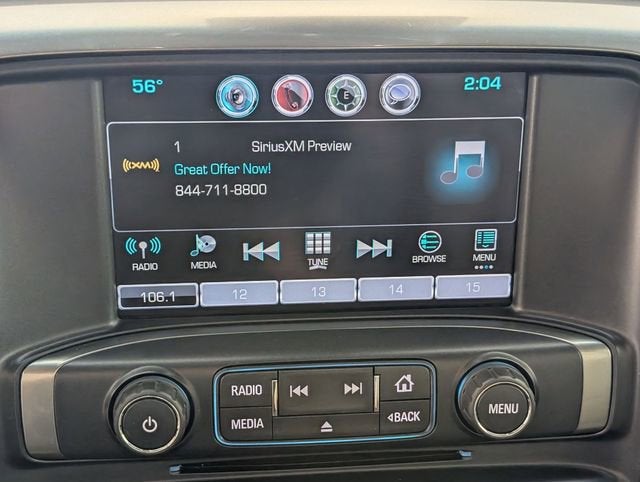 56° 2:04
E
1 SiriusXM Preview
((XM)) Great Offer Now!
844-711-8800
RADIO MEDIA TUNE BROWSE MENU
106.1 12 13 14 15
RADIO
MEDIA BACK
MENU